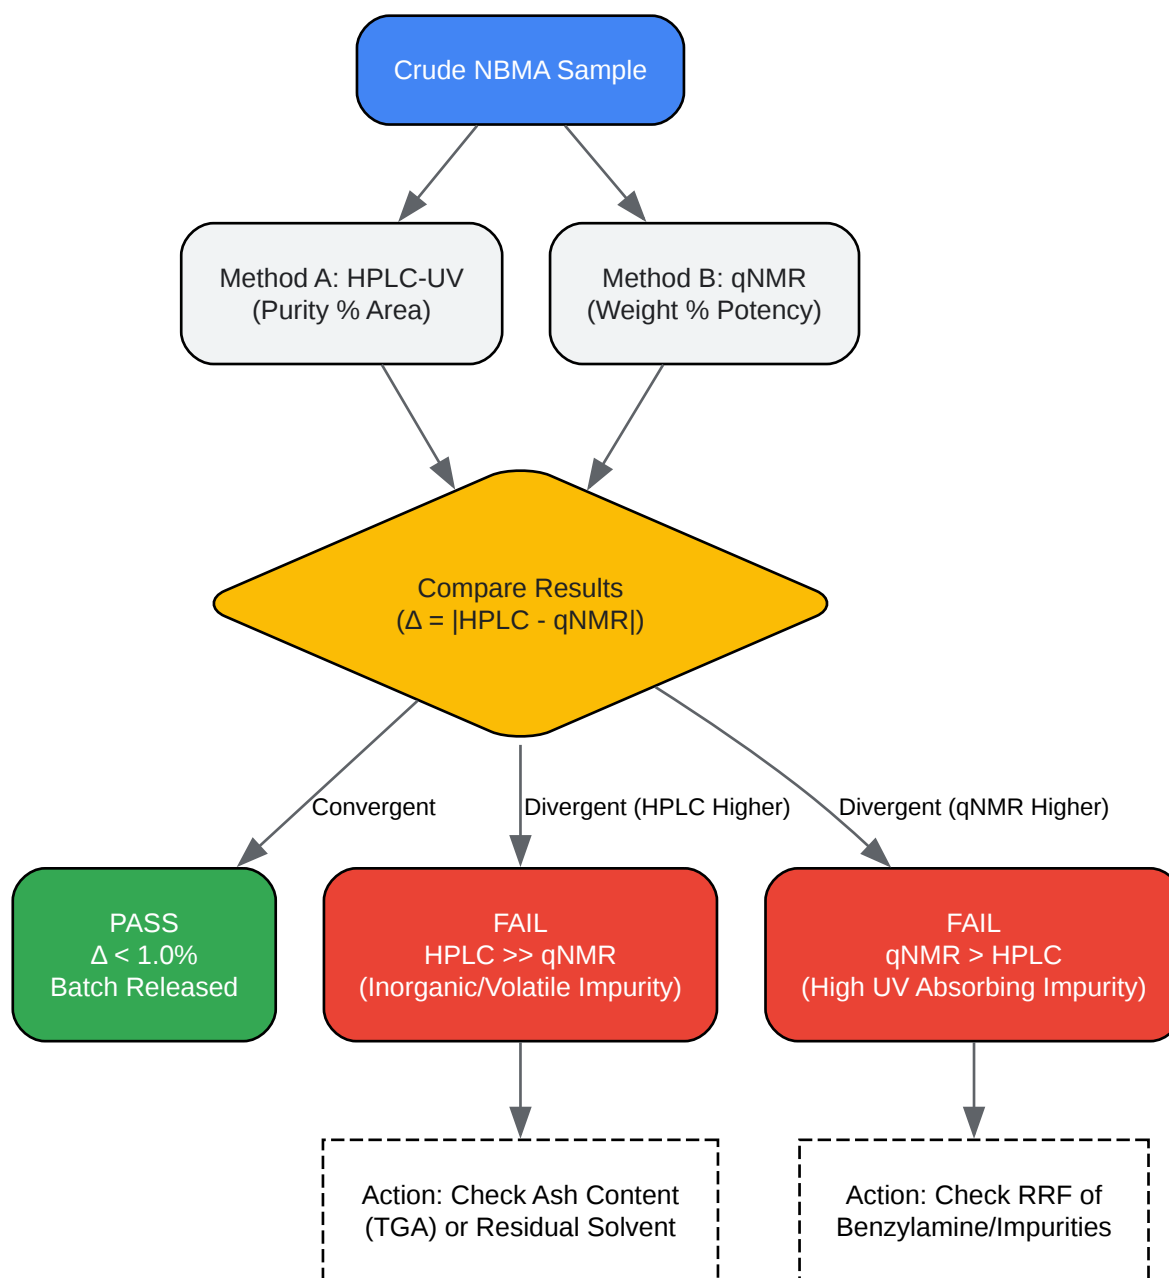 Crude NBMA Sample
Method A: HPLC-UV
(Purity % Area)
Method B: qNMR
(Weight % Potency)
Compare Results
(Δ = |HPLC - qNMR|)
Convergent
Divergent (HPLC Higher)
Divergent (qNMR Higher)
PASS
Δ < 1.0%
Batch Released
FAIL
HPLC >> qNMR
(Inorganic/Volatile Impurity)
FAIL
qNMR > HPLC
(High UV Absorbing Impurity)
Action: Check Ash Content
(TGA) or Residual Solvent
Action: Check RRF of
Benzylamine/Impurities